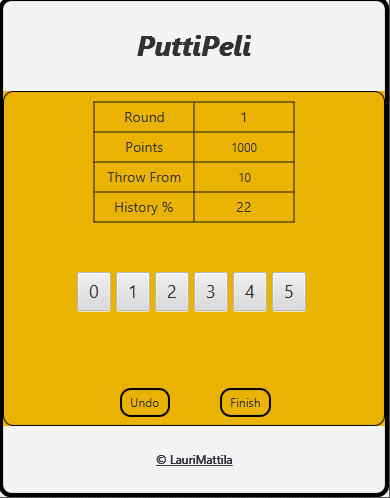 PuttiPeli
Round 1
Points 1000
Throw From 10
History % 22
0 1 2 3 4 5
Undo Finish
© LauriMattila